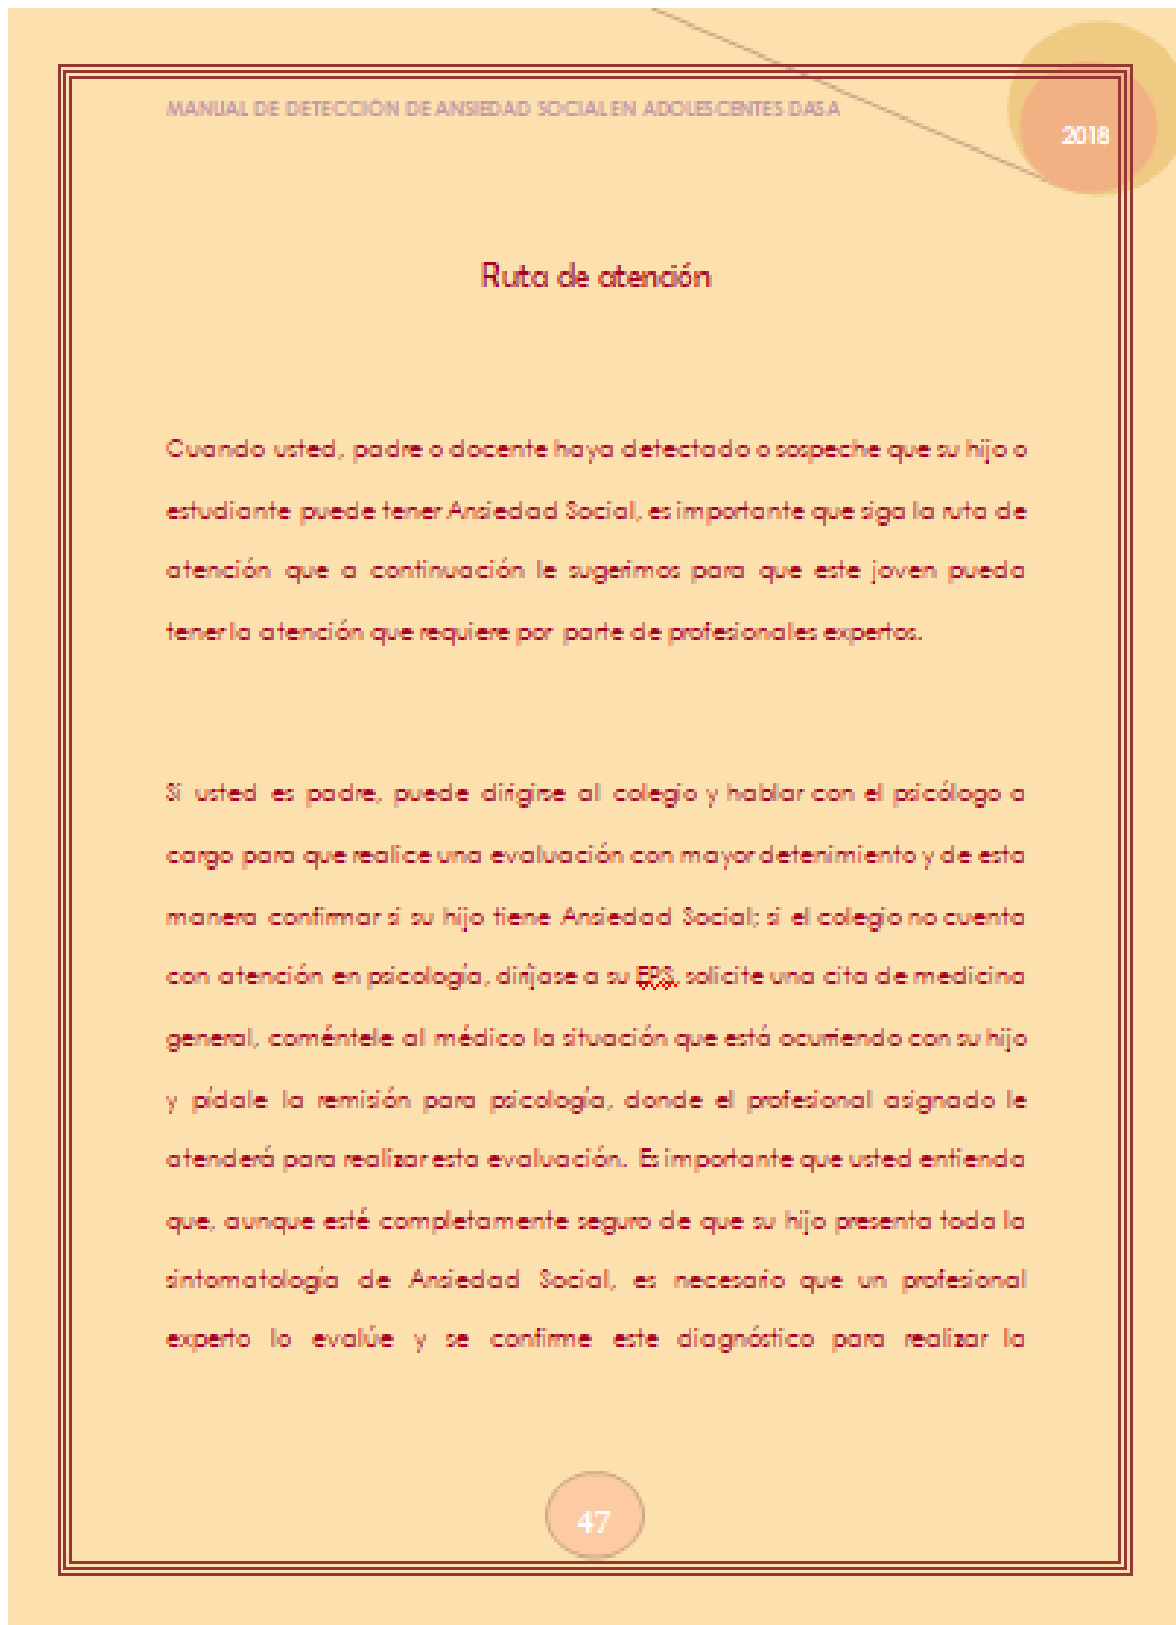 MANUAL DE DETECCIÓN DE ANSIEDAD SOCIAL EN ADOLESCENTES DASA
2018
Ruta de atención
Cuando usted, padre o docente haya detectado o sospeche que su hijo o
estudiante puede tener Ansiedad Social, es importante que siga la ruta de
atención que a continuación le sugerimos para que este joven pueda
tener la atención que requiere por parte de profesionales expertos.
Si usted es padre, puede dirigirse al colegio y hablar con el psicólogo a
cargo para que realice una evaluación con mayor detenimiento y de esta
manera confirmar si su hijo tiene Ansiedad Social; si el colegio no cuenta
con atención en psicología, diríjase a su EPS, solicite una cita de medicina
general, coméntele al médico la situación que está ocurriendo con su hijo
y pídale la remisión para psicología, donde el profesional asignado le
atenderá para realizar esta evaluación. Es importante que usted entienda
que, aunque esté completamente seguro de que su hijo presenta toda la
sintomatología de Ansiedad Social, es necesario que un profesional
experto lo evalúe y se confirme este diagnóstico para realizar la
47